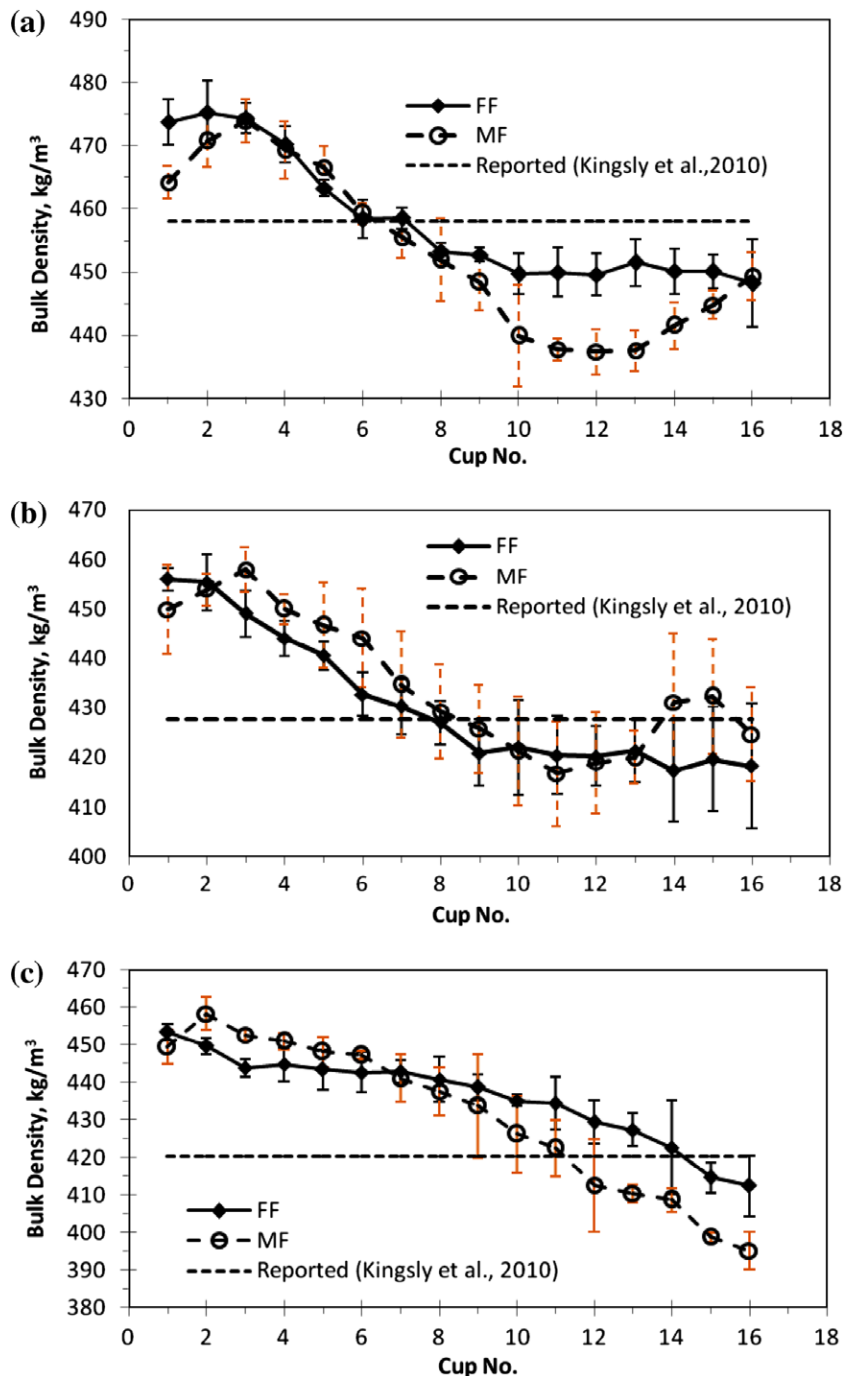 (a)
490
480
470
460
450
440
430
Bulk Density, kg/m³
FF
MF
Reported (Kingsly et al.,2010)
0 2 4 6 8 10 12 14 16 18
Cup No.
(b)
470
460
450
440
430
420
410
400
Bulk Density, kg/m³
FF
MF
Reported (Kingsly et al., 2010)
0 2 4 6 8 10 12 14 16 18
Cup No.
(c)
470
460
450
440
430
420
410
400
390
380
Bulk Density, kg/m³
FF
MF
Reported (Kingsly et al., 2010)
0 2 4 6 8 10 12 14 16 18
Cup No.